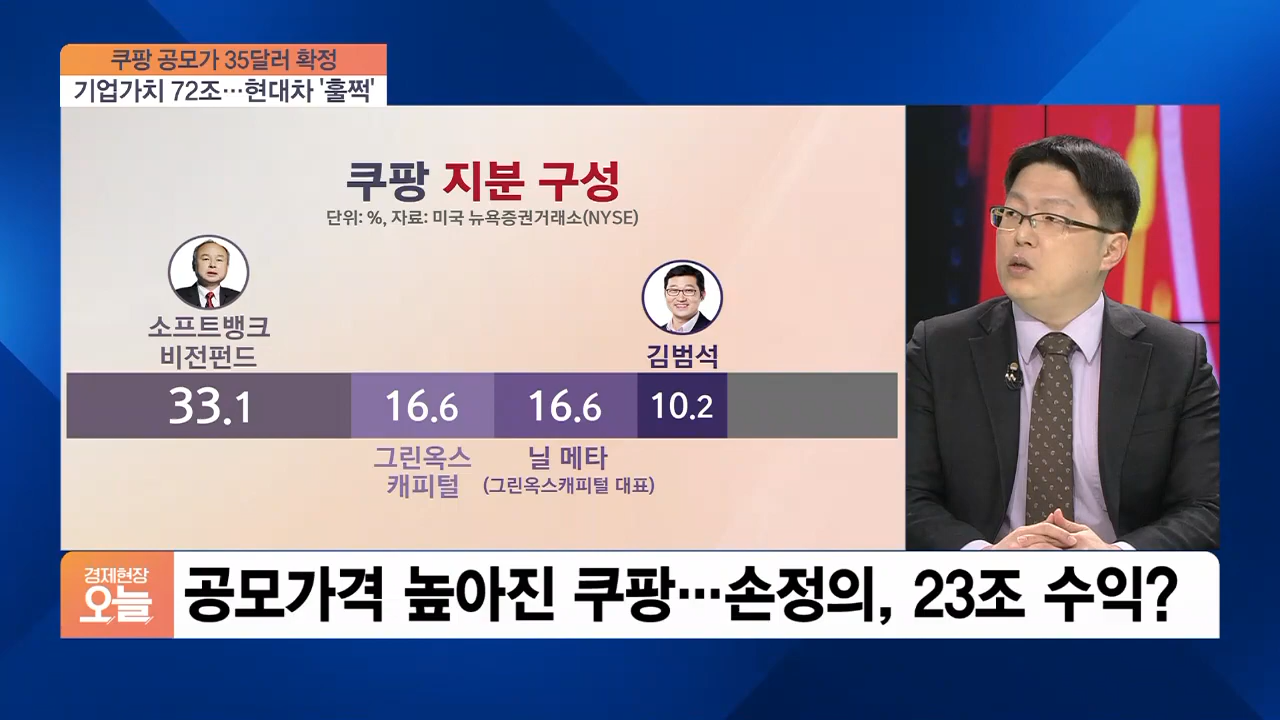 쿠팡 공모가 35달러 확정
기업가치 72조…현대차 '훌쩍'
쿠팡 지분 구성
단위: %, 자료: 미국 뉴욕증권거래소(NYSE)
소프트뱅크
비전펀드
김범석
33.1 16.6 16.6 10.2
그린옥스
캐피털
닐 메타
(그린옥스캐피털 대표)
경제현장
오늘
공모가격 높아진 쿠팡…손정의, 23조 수익?